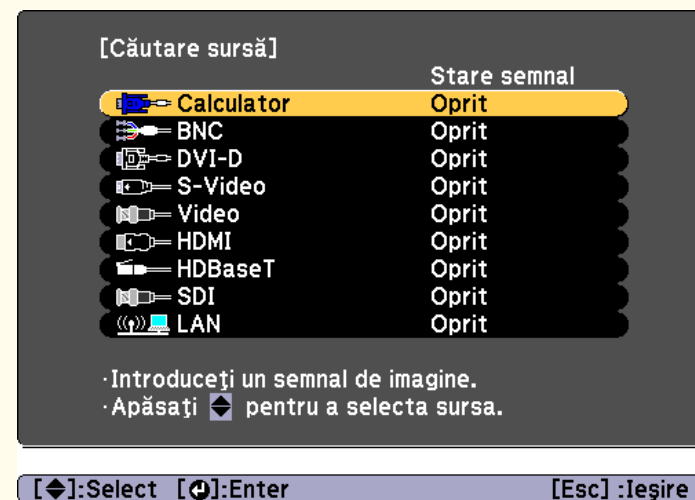 [Căutare sursă]
Stare semnal
Calculator Oprit
BNC Oprit
DVI-D Oprit
S-Video Oprit
Video Oprit
HDMI Oprit
HDBaseT Oprit
SDI Oprit
LAN Oprit
·Introduceţi un semnal de imagine.
·Apăsaţi pentru a selecta sursa.
[◆]:Select [↵]:Enter [Esc] :Ieşire